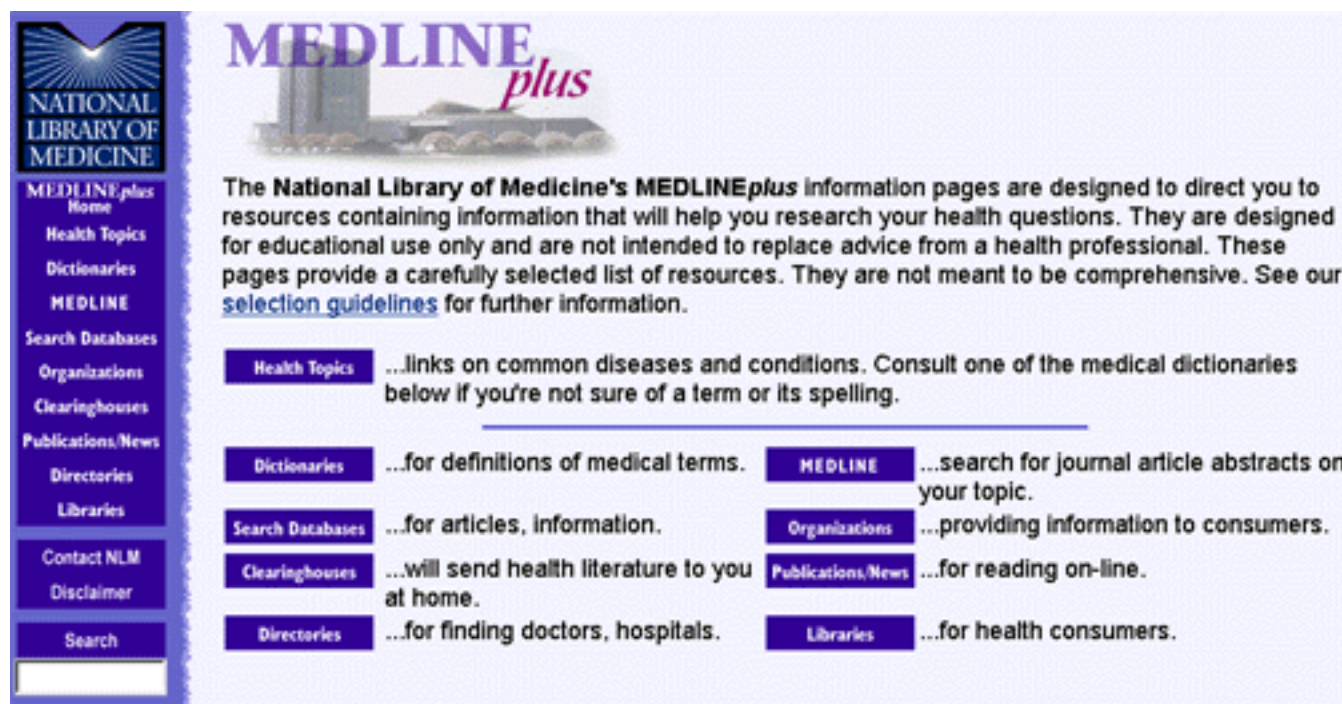 NATIONAL
LIBRARY OF
MEDICINE
MEDLINEplus
Home
Health Topics
Dictionaries
MEDLINE
Search Databases
Organizations
Clearinghouses
Publications/News
Directories
Libraries
Contact NLM
Disclaimer
Search
MEDLINE
plus
The National Library of Medicine's MEDLINEplus information pages are designed to direct you to
resources containing information that will help you research your health questions. They are designed
for educational use only and are not intended to replace advice from a health professional. These
pages provide a carefully selected list of resources. They are not meant to be comprehensive. See our
selection guidelines for further information.
Health Topics ...links on common diseases and conditions. Consult one of the medical dictionaries
below if you're not sure of a term or its spelling.
Dictionaries ...for definitions of medical terms.
MEDLINE ...search for journal article abstracts on
your topic.
Search Databases ...for articles, information.
Organizations ...providing information to consumers.
Clearinghouses ...will send health literature to you
at home.
Publications/News ...for reading on-line.
Directories ...for finding doctors, hospitals.
Libraries ...for health consumers.